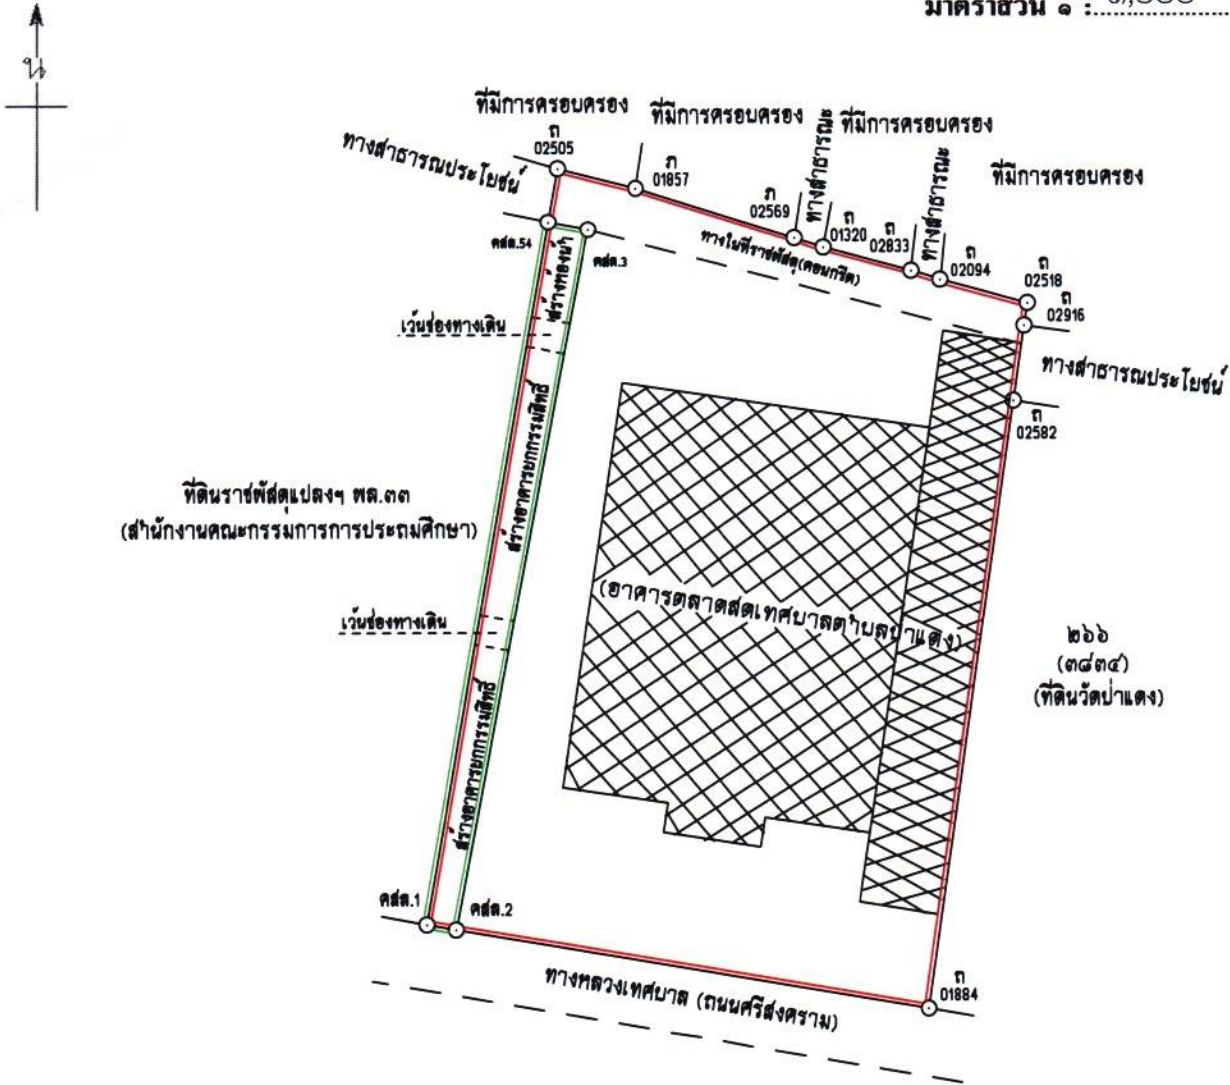 มาตราส่วน ๑ :
น
ที่มีการครอบครอง
ที่มีการครอบครอง
ทางสาธารณะ
ที่มีการครอบครอง
ทางสาธารณะ
ที่มีการครอบครอง
ทางสาธารณประโยชน์
ถ
02505
ภ
01857
ภ
02569
ถ
01320
ถ
02833
ถ
02094
ถ
02518
ถ
02916
ทางในที่ราชพัสดุ(คอนกรีต)
คสล.54
คสล.3
สร้างห้องน้ำ
เว้นช่องทางเดิน
ทางสาธารณประโยชน์
ถ
02582
สร้างอาคารยกกรรมสิทธิ์
ที่ดินราชพัสดุแปลงฯ พล.๓๓
(สำนักงานคณะกรรมการการประถมศึกษา)
(อาคารตลาดสดเทศบาลตำบลป่าแดง)
เว้นช่องทางเดิน
๒๖๖
(๓๘๓๔)
(ที่ดินวัดป่าแดง)
สร้างอาคารยกกรรมสิทธิ์
คสล.1
คสล.2
ถ
01884
ทางหลวงเทศบาล (ถนนศรีสงคราม)